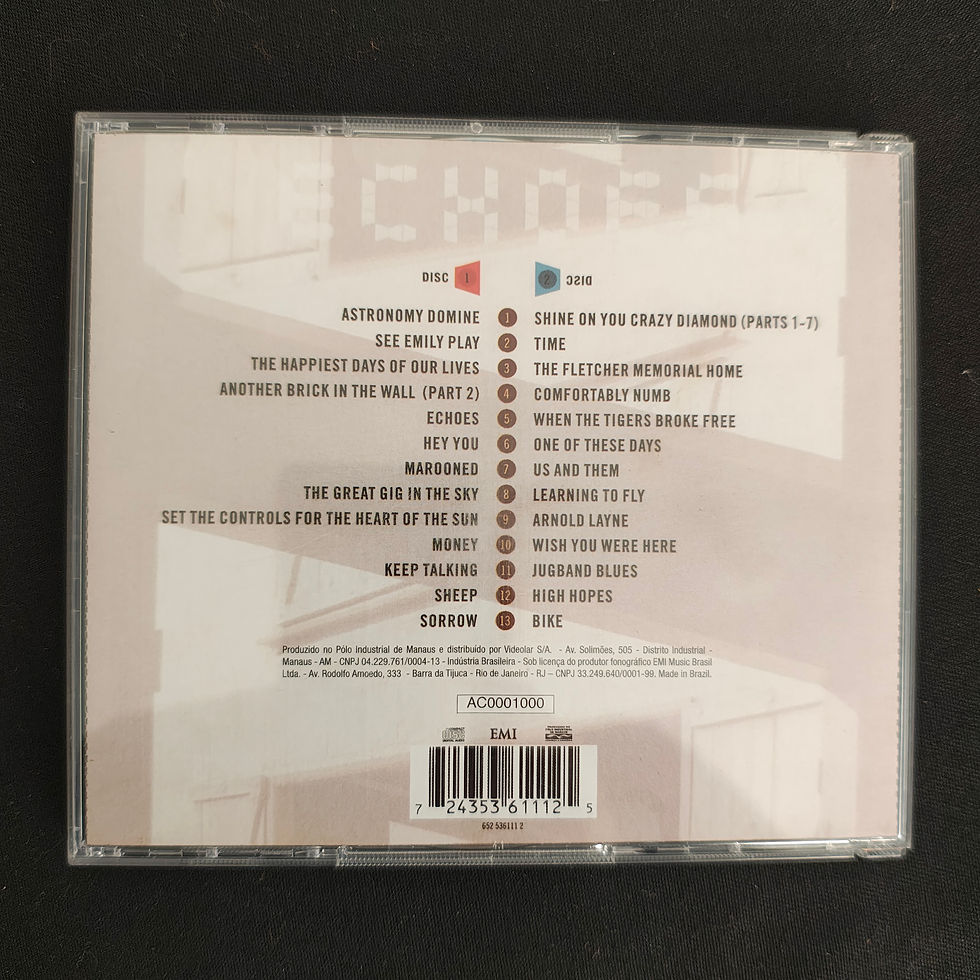 ECHOES
DISC 1
2 DISC
ASTRONOMY DOMINE 1 SHINE ON YOU CRAZY DIAMOND (PARTS 1-7)
SEE EMILY PLAY 2 TIME
THE HAPPIEST DAYS OF OUR LIVES 3 THE FLETCHER MEMORIAL HOME
ANOTHER BRICK IN THE WALL (PART 2) 4 COMFORTABLY NUMB
ECHOES 5 WHEN THE TIGERS BROKE FREE
HEY YOU 6 ONE OF THESE DAYS
MAROONED 7 US AND THEM
THE GREAT GIG IN THE SKY 8 LEARNING TO FLY
SET THE CONTROLS FOR THE HEART OF THE SUN 9 ARNOLD LAYNE
MONEY 10 WISH YOU WERE HERE
KEEP TALKING 11 JUGBAND BLUES
SHEEP 12 HIGH HOPES
SORROW 13 BIKE
Produzido no Pólo Industrial de Manaus e distribuído por Videolar S/A. - Av. Solimões, 505 - Distrito Industrial -
Manaus - AM - CNPJ 04.229.761/0004-13 - Indústria Brasileira - Sob licença do produtor fonográfico EMI Music Brasil
Ltda. - Av. Rodolfo Amoedo, 333 - Barra da Tijuca - Rio de Janeiro - RJ – CNPJ 33.249.640/0001-99. Made in Brazil.
AC0001000
EMI
7 24353 61112 5
652 536111 2